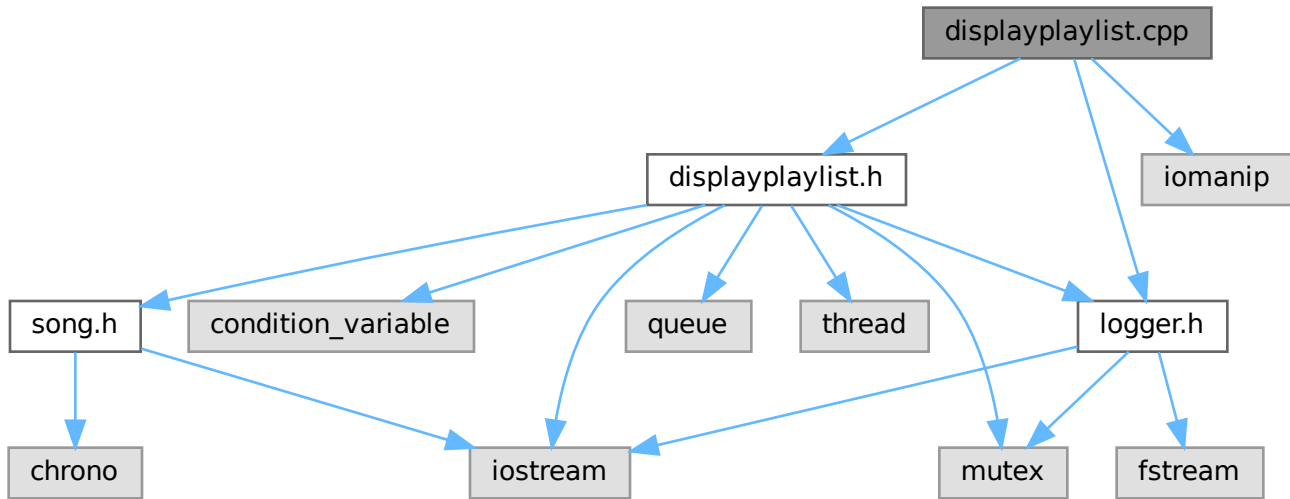 displayplaylist.cpp
displayplaylist.h
iomanip
song.h
condition_variable
queue
thread
logger.h
chrono
iostream
mutex
fstream